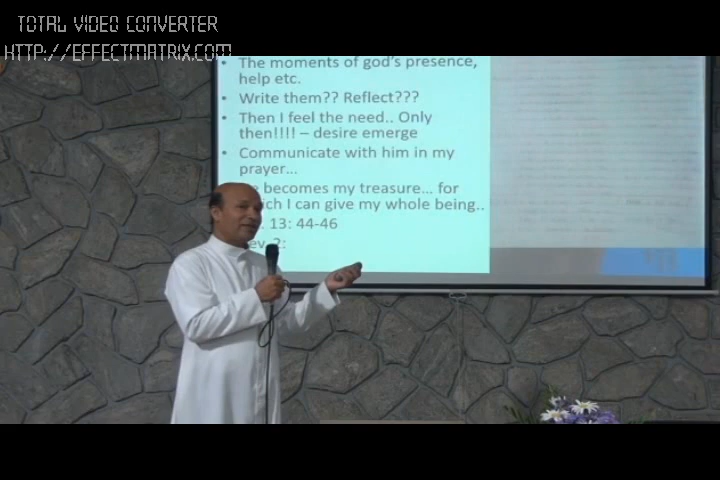 TOTAL VIDEO CONVERTER
HTTP://EFFECTMATRIX.COM
• The moments of god's presence,
help etc.
• Write them?? Reflect???
• Then I feel the need.. Only
then!!!! – desire emerge
• Communicate with him in my
prayer...
becomes my treasure... for
I can give my whole being..
13: 44-46
2: